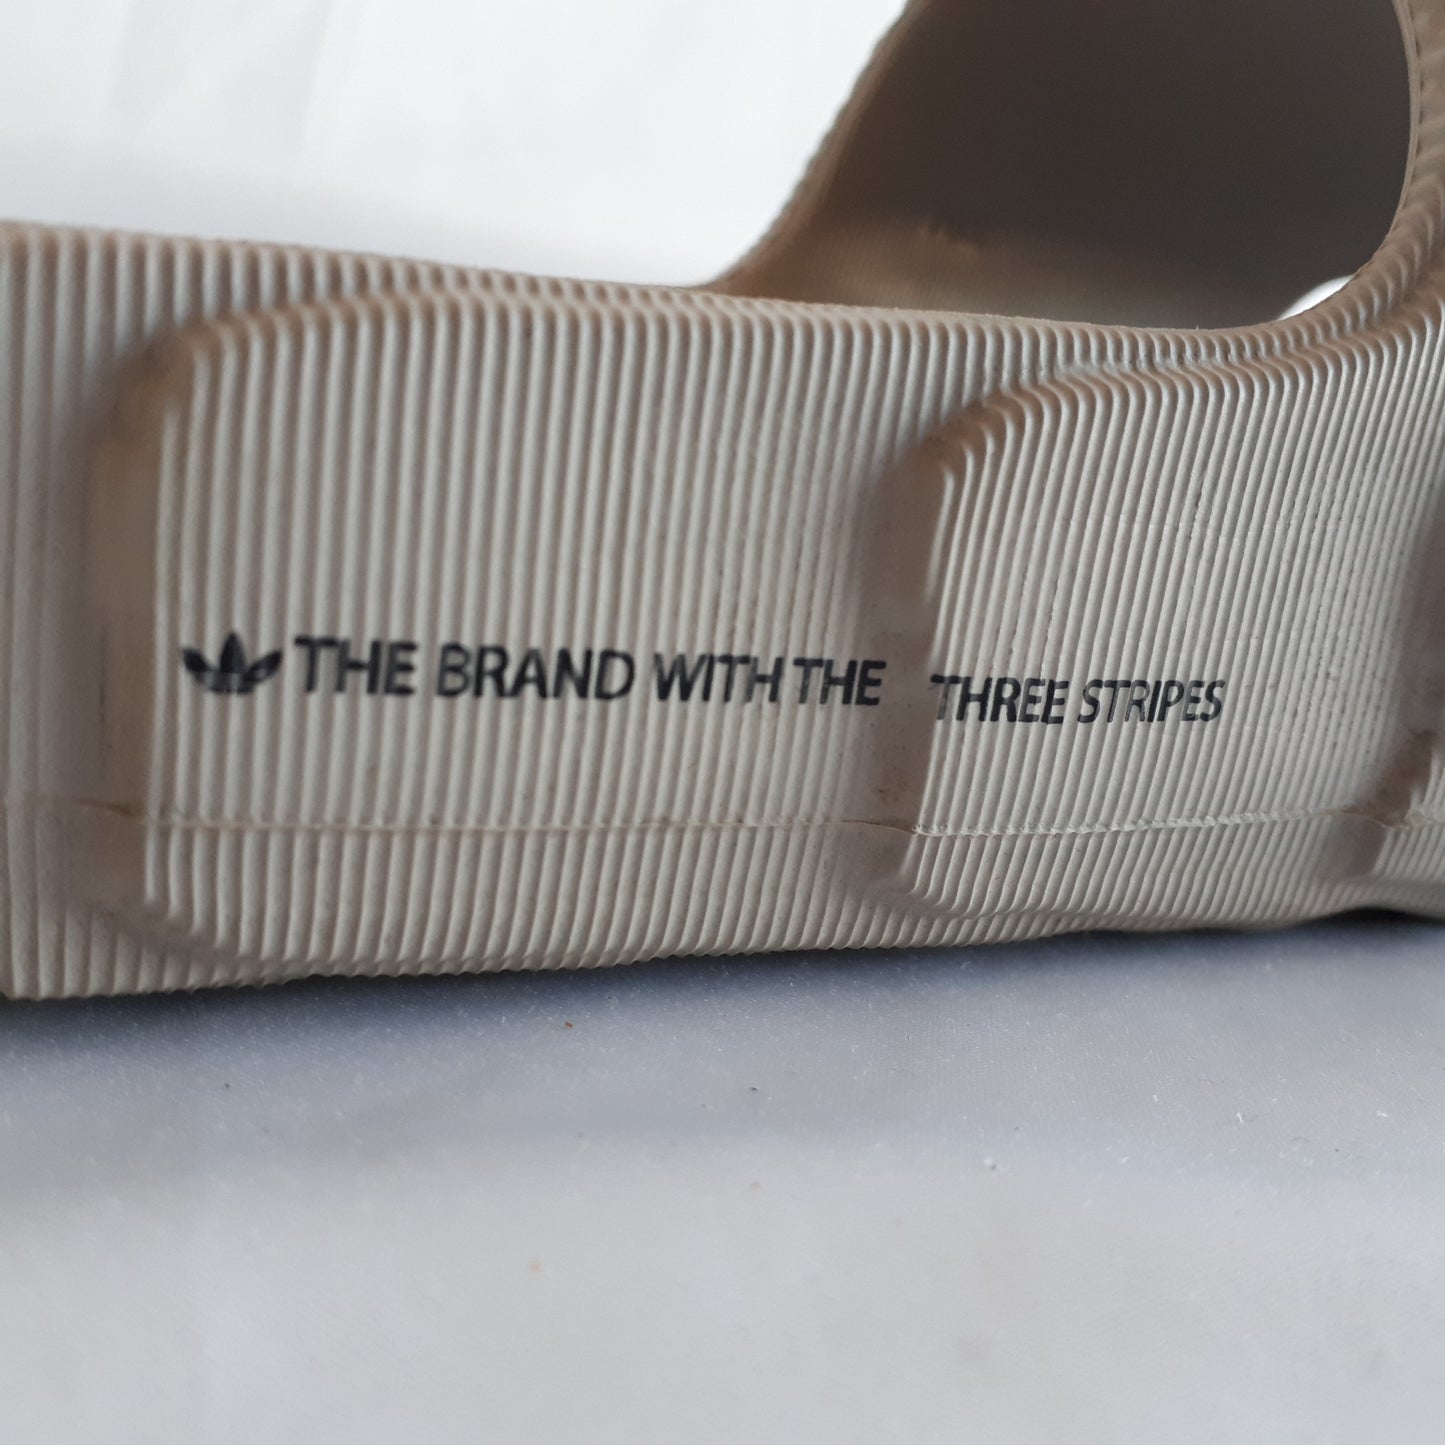 THE BRAND WITH THE THREE STRIPES